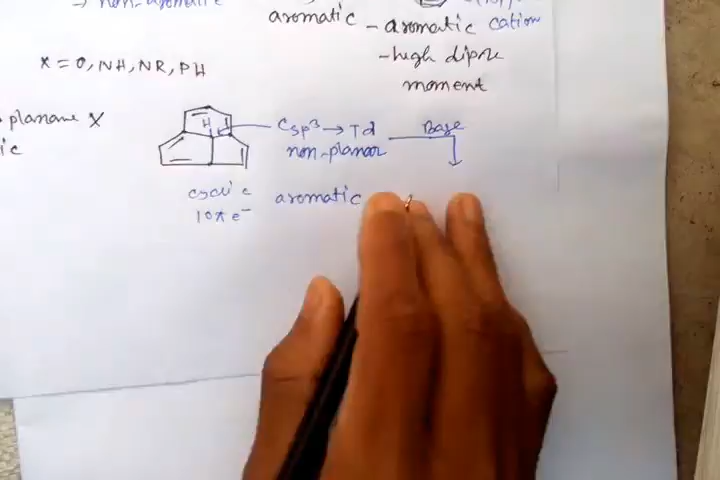 → non-aromatic
aromatic
- aromatic cation
- high dipole
moment
X = O, NH, NR, PH
planane X
ic
H
Csp³ → Td
non-planar
Base
cyclic
10π e⁻
aromatic